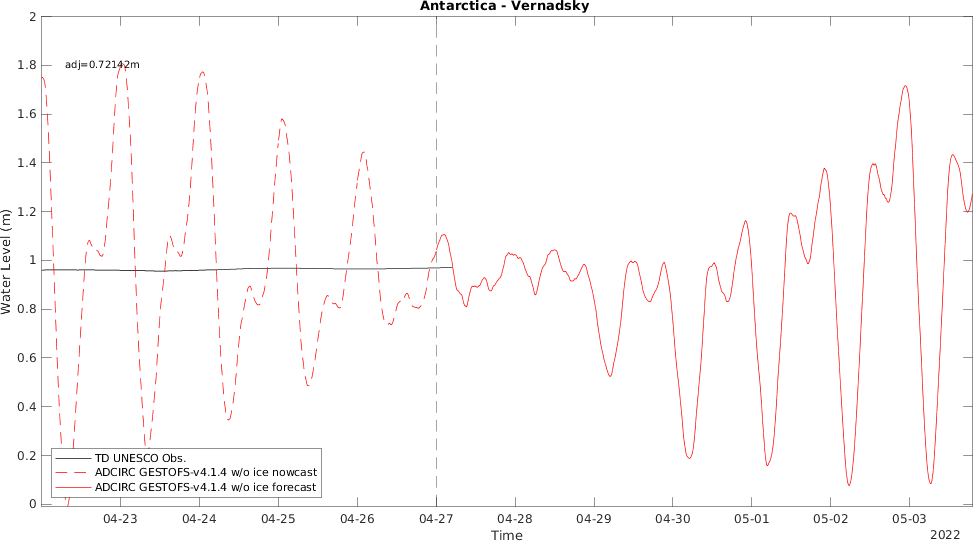 Antarctica - Vernadsky
2
1.8
1.6
1.4
1.2
1
0.8
0.6
0.4
0.2
0
Water Level (m)
adj=0.72142m
TD UNESCO Obs.
ADCIRC GESTOFS-v4.1.4 w/o ice nowcast
ADCIRC GESTOFS-v4.1.4 w/o ice forecast
04-23 04-24 04-25 04-26 04-27 04-28 04-29 04-30 05-01 05-02 05-03
Time
2022